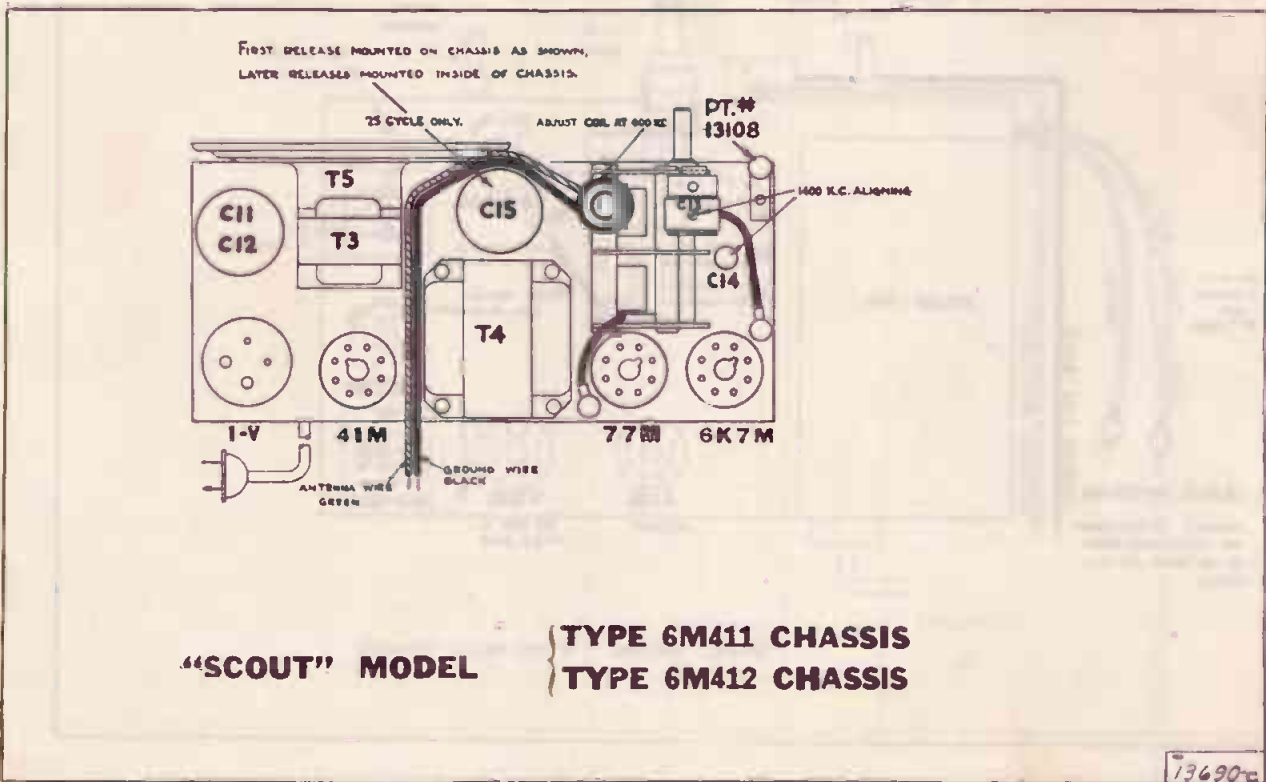 FIRST RELEASE MOUNTED ON CHASSIS AS SHOWN,
LATER RELEASES MOUNTED INSIDE OF CHASSIS.
25 CYCLE ONLY.
ADJUST COIL AT 600 KC
PT.#
13108
T5
C11
C12
T3
C15
C13
1400 K.C. ALIGNING
C14
T4
1-V
41M
77M
6K7M
ANTENNA WIRE
GREEN
GROUND WIRE
BLACK
"SCOUT" MODEL
TYPE 6M411 CHASSIS
TYPE 6M412 CHASSIS
13690-C